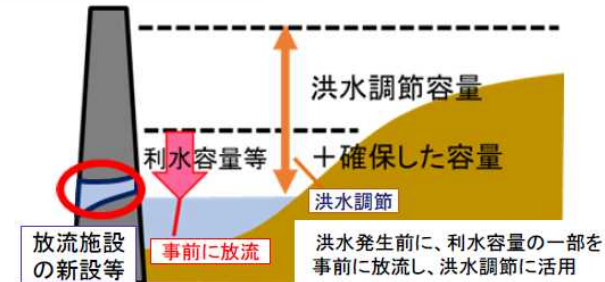 洪水調節容量
利水容量等
＋確保した容量
洪水調節
放流施設
の新設等
事前に放流
洪水発生前に、利水容量の一部を
事前に放流し、洪水調節に活用